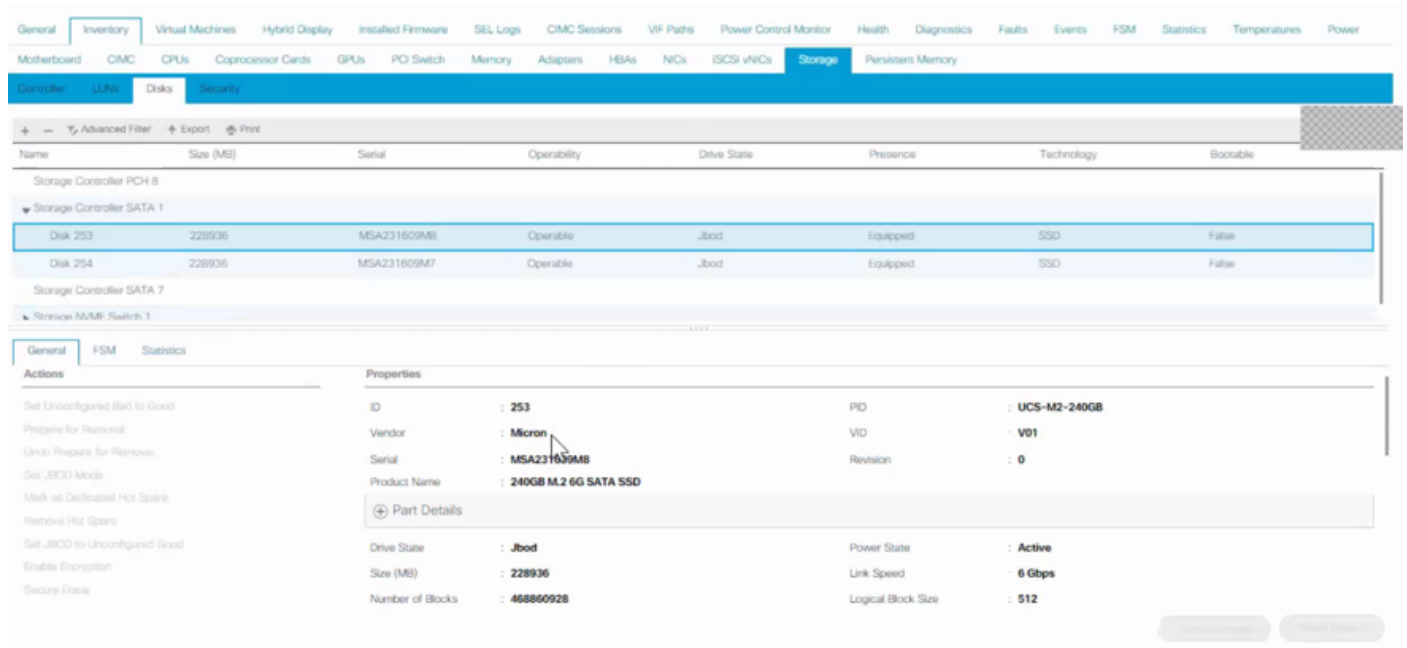 General Inventory Virtual Machines Hybrid Display Installed Firmware SEL Logs CIMC Sessions VIF Paths Power Control Monitor Health Diagnostics Faults Events FSM Statistics Temperatures Power
Motherboard CIMC CPUs Coprocessor Cards GPUs PCI Switch Memory Adapters HBAs NICs iSCSI vNICs Storage Persistent Memory
Controller LUNs Disks Security
+ − Advanced Filter Export Print
Name Size (MB) Serial Operability Drive State Presence Technology Bootable
Storage Controller PCH 8
Storage Controller SATA 1
Disk 253 228936 MSA231609M8 Operable Jbod Equipped SSD False
Disk 254 228936 MSA231609M7 Operable Jbod Equipped SSD False
Storage Controller SATA 7
Storage NVME Switch 1
General FSM Statistics
Actions Properties
Set Unconfigured Bad to Good ID : 253 PID : UCS-M2-240GB
Prepare for Removal Vendor : Micron VID : V01
Undo Prepare for Remove Serial : MSA231609M8 Revision : 0
Set JBOD Mode Product Name : 240GB M.2 6G SATA SSD
Mark as Dedicated Hot Spare
Remove Hot Spare Part Details
Set JBOD to Unconfigured Good Drive State : Jbod Power State : Active
Enable Encryption Size (MB) : 228936 Link Speed : 6 Gbps
Secure Erase Number of Blocks : 468860928 Logical Block Size : 512